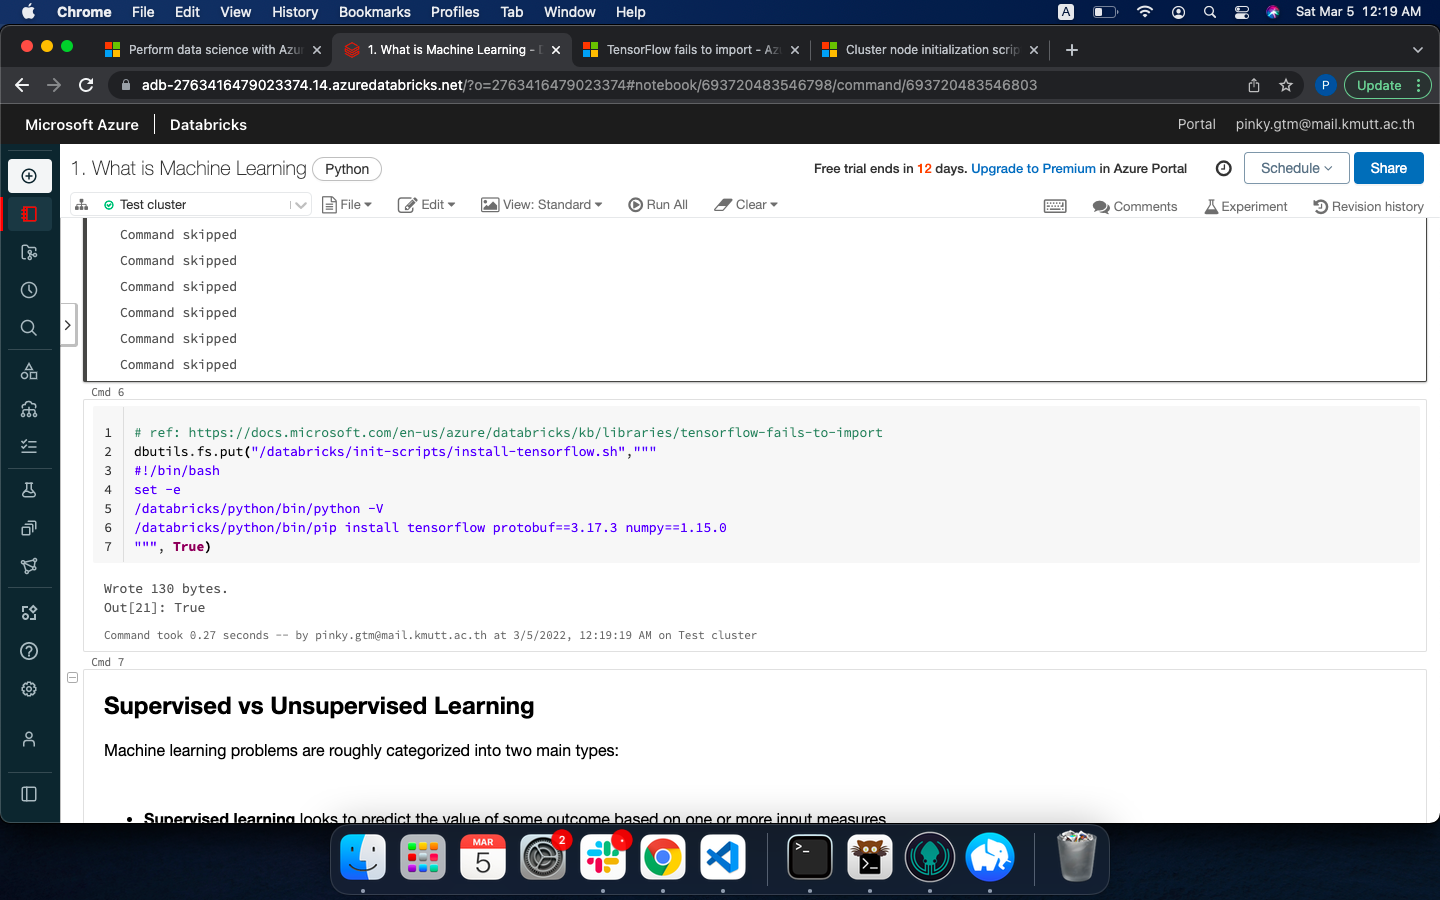 Chrome File Edit View History Bookmarks Profiles Tab Window Help A Sat Mar 5 12:19 AM
Perform data science with Azur 1. What is Machine Learning - D TensorFlow fails to import - Az Cluster node initialization scrip
adb-2763416479023374.14.azuredatabricks.net/?o=2763416479023374#notebook/693720483546798/command/693720483546803 P Update
Microsoft Azure Databricks Portal pinky.gtm@mail.kmutt.ac.th
1. What is Machine Learning Python Free trial ends in 12 days. Upgrade to Premium in Azure Portal Schedule Share
Test cluster File Edit View: Standard Run All Clear Comments Experiment Revision history
Command skipped
Command skipped
Command skipped
Command skipped
Command skipped
Command skipped
Cmd 6
1 # ref: https://docs.microsoft.com/en-us/azure/databricks/kb/libraries/tensorflow-fails-to-import
2 dbutils.fs.put("/databricks/init-scripts/install-tensorflow.sh","""
3 #!/bin/bash
4 set -e
5 /databricks/python/bin/python -V
6 /databricks/python/bin/pip install tensorflow protobuf==3.17.3 numpy==1.15.0
7 """, True)
Wrote 130 bytes.
Out[21]: True
Command took 0.27 seconds -- by pinky.gtm@mail.kmutt.ac.th at 3/5/2022, 12:19:19 AM on Test cluster
Cmd 7
Supervised vs Unsupervised Learning
Machine learning problems are roughly categorized into two main types:
• Supervised learning looks to predict the value of some outcome based on one or more input measures
MAR
5
2